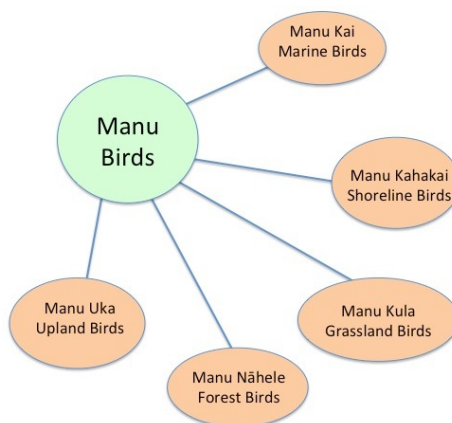 Manu
Birds
Manu Kai
Marine Birds
Manu Kahakai
Shoreline Birds
Manu Kula
Grassland Birds
Manu Nāhele
Forest Birds
Manu Uka
Upland Birds